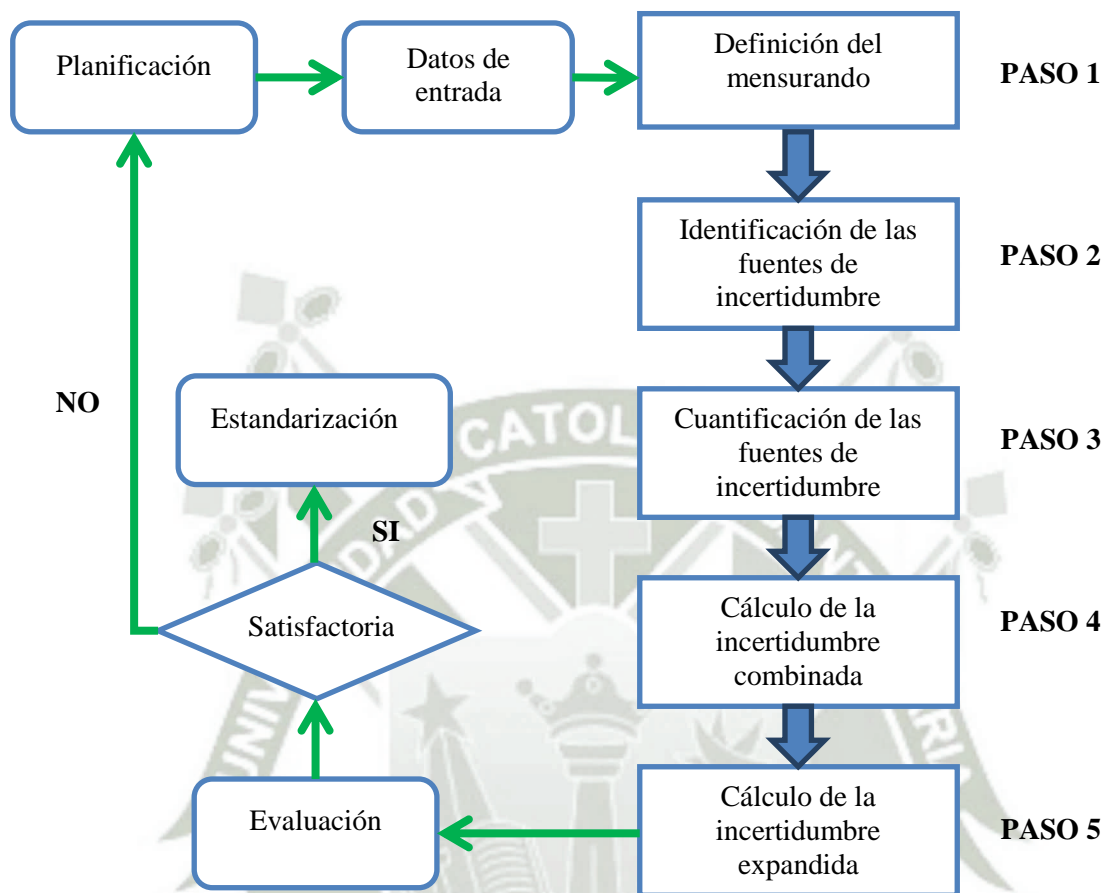 Planificación
Datos de
entrada
Definición del
mensurando
PASO 1
Identificación de las
fuentes de
incertidumbre
PASO 2
NO
Estandarización
Cuantificación de las
fuentes de
incertidumbre
PASO 3
SI
Satisfactoria
Cálculo de la
incertidumbre
combinada
PASO 4
Evaluación
Cálculo de la
incertidumbre
expandida
PASO 5